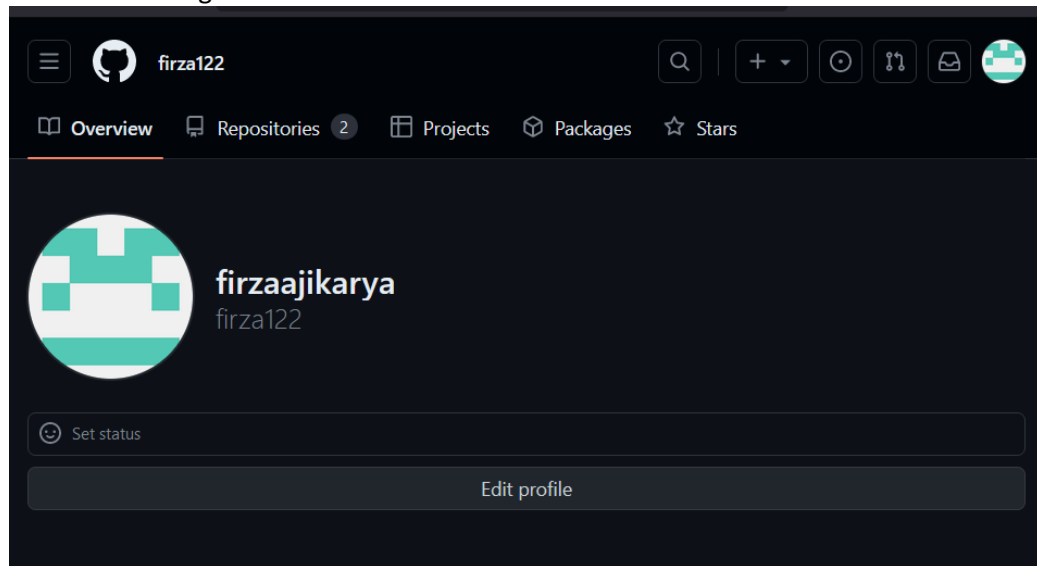 firza122
Overview Repositories 2 Projects Packages Stars
firzaajikarya
firza122
Set status
Edit profile